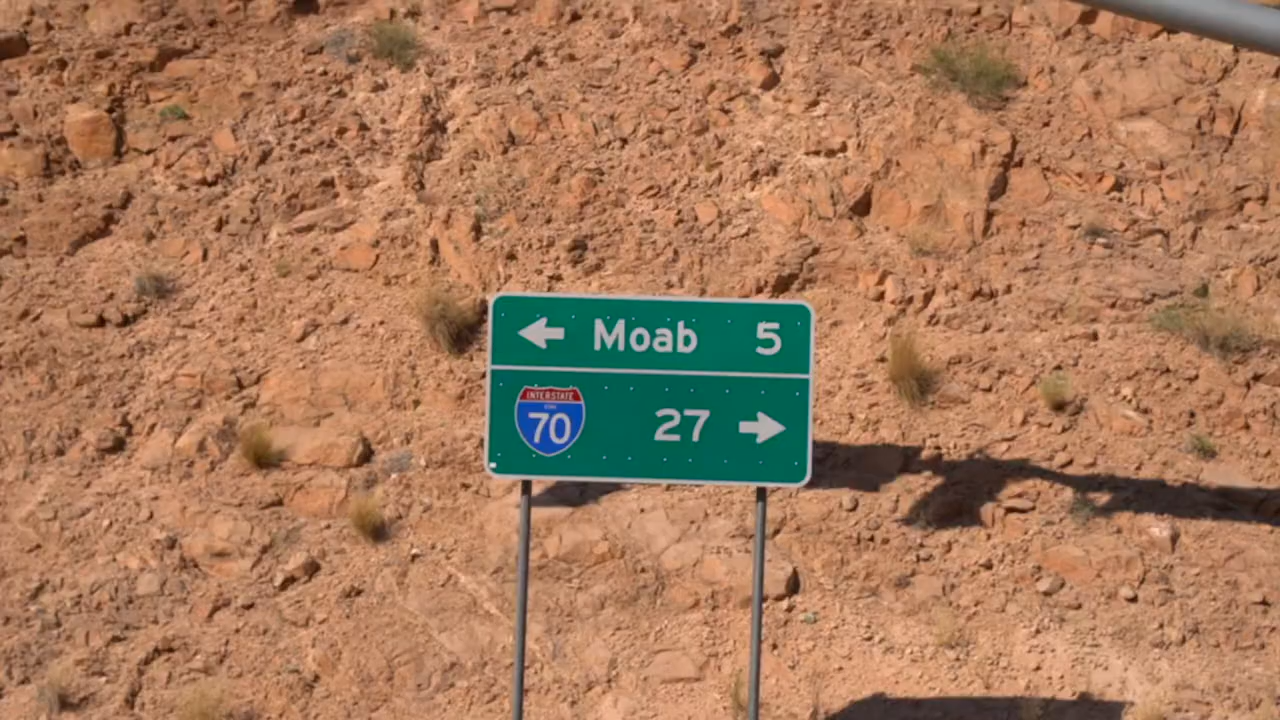 ← Moab 5
INTERSTATE
70
27 →